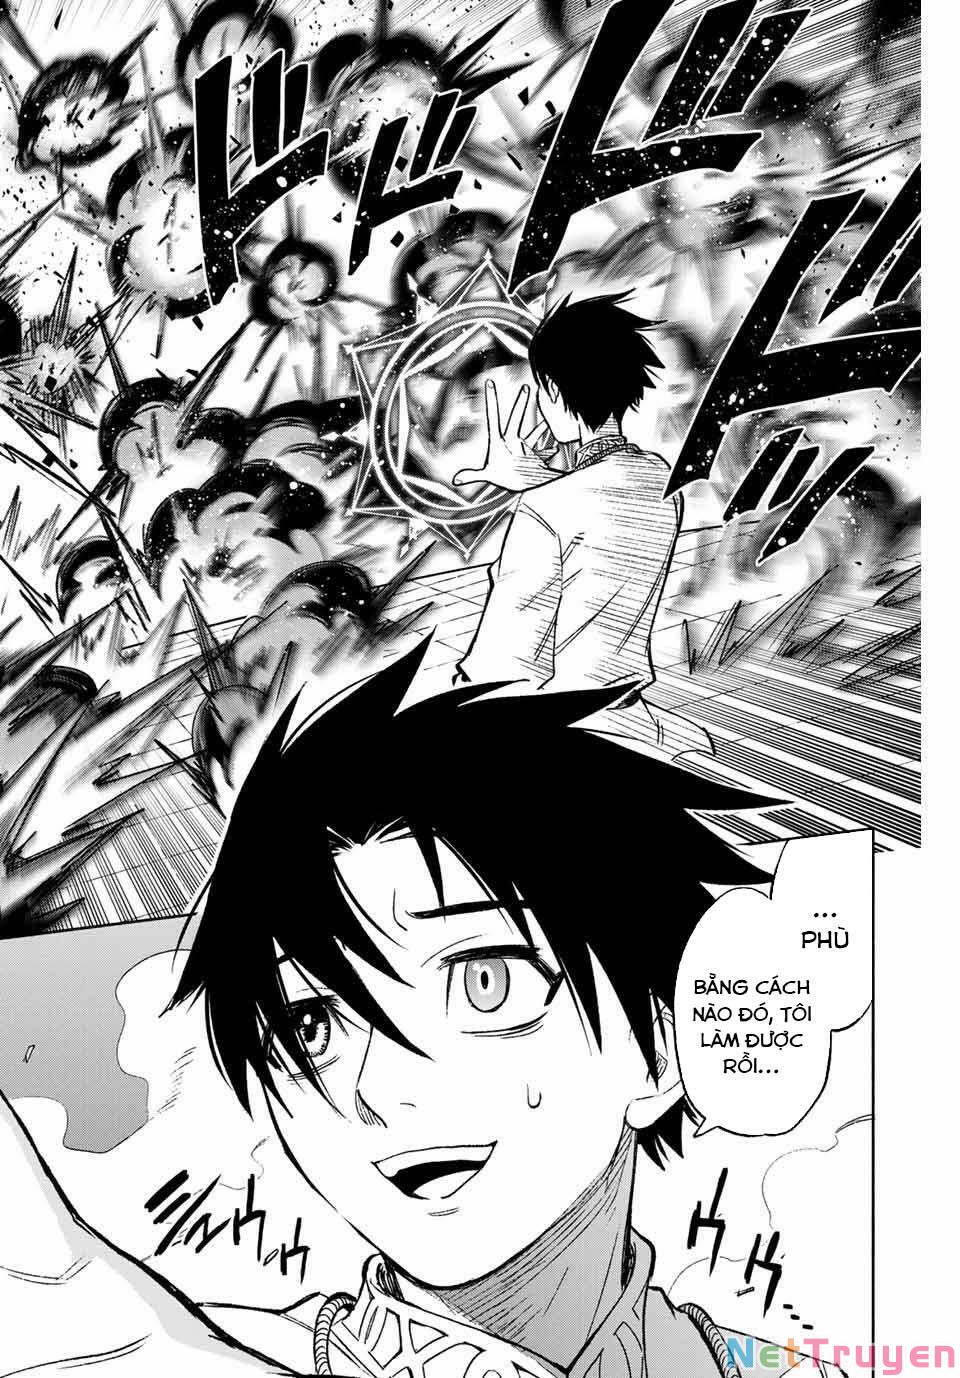 ドドドドド
…
PHÙ
BẰNG CÁCH
NÀO ĐÓ, TÔI
LÀM ĐƯỢC
RỒI…
シュウウ
ウウ…
NetTruyen